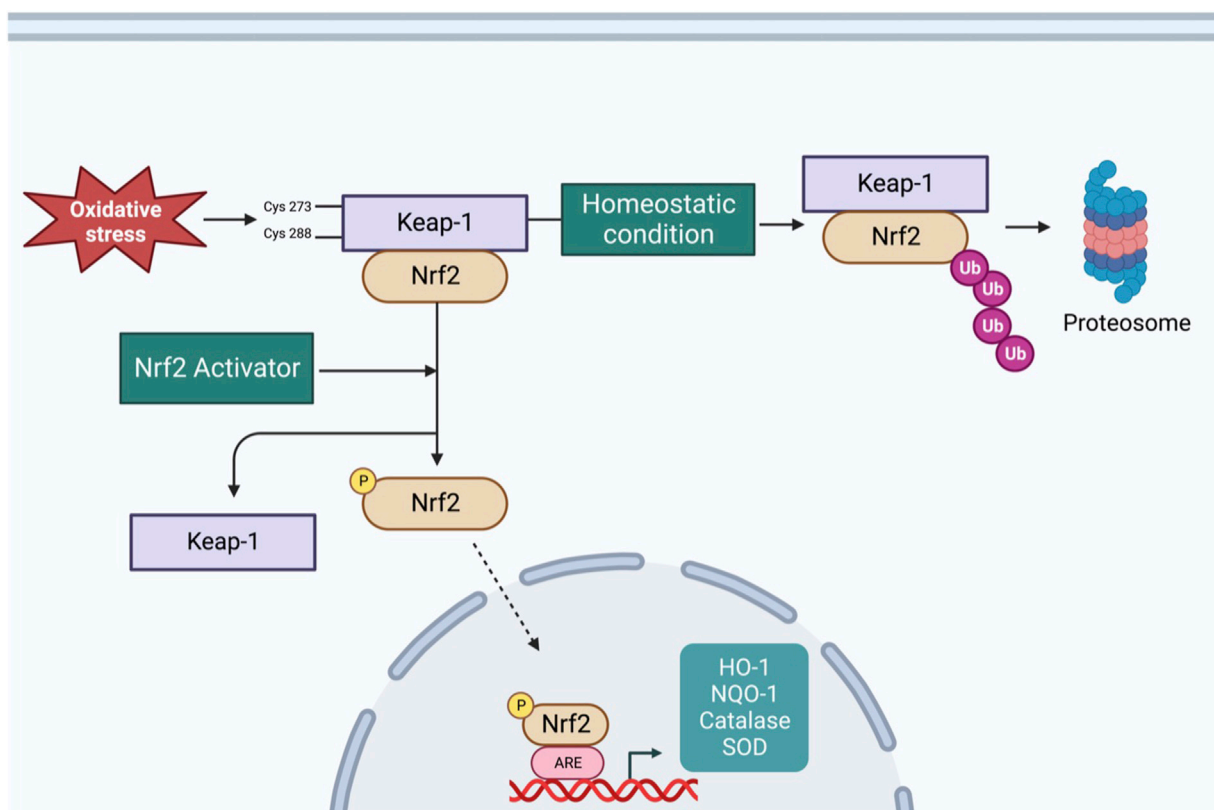 Oxidative
stress
Cys 273
Cys 288
Keap-1
Nrf2
Homeostatic
condition
Keap-1
Nrf2
Ub
Ub
Ub
Ub
Proteosome
Nrf2 Activator
Keap-1
P
Nrf2
P
Nrf2
ARE
HO-1
NQO-1
Catalase
SOD